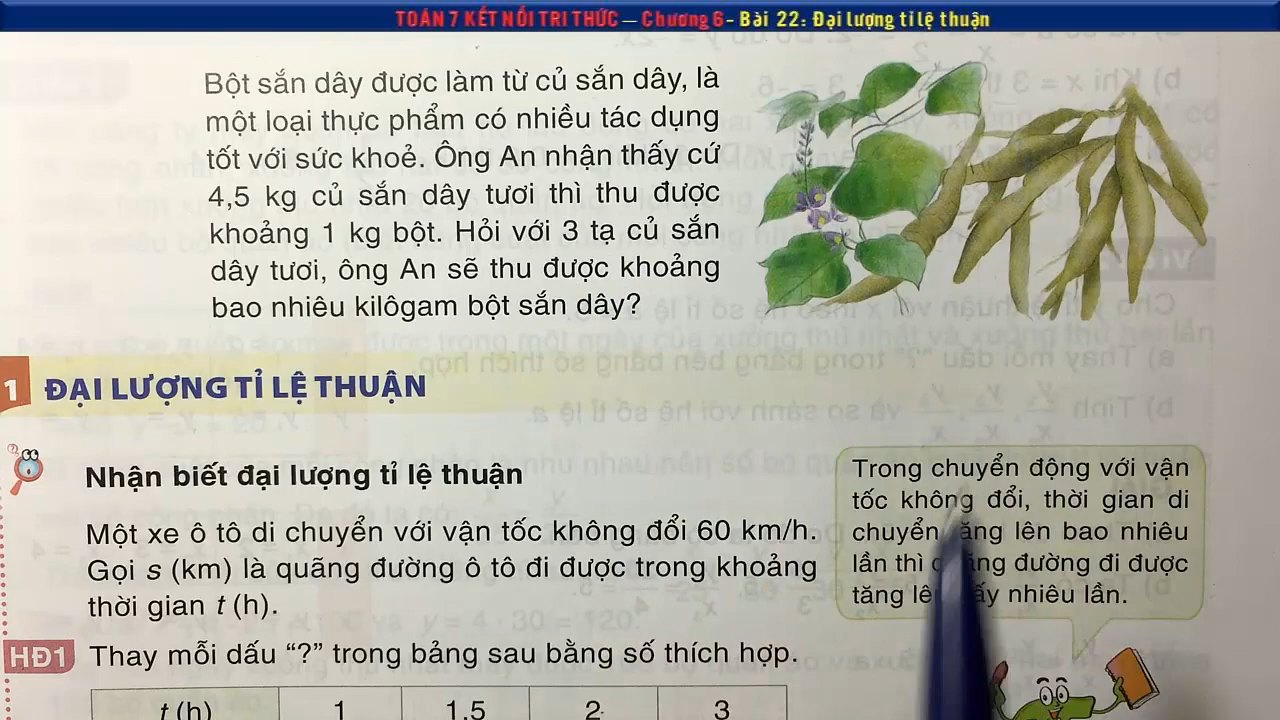 TOÁN 7 KẾT NỐI TRI THỨC – Chương 6- Bài 22: Đại lượng tỉ lệ thuận
Bột sắn dây được làm từ củ sắn dây, là
một loại thực phẩm có nhiều tác dụng
tốt với sức khoẻ. Ông An nhận thấy cứ
4,5 kg củ sắn dây tươi thì thu được
khoảng 1 kg bột. Hỏi với 3 tạ củ sắn
dây tươi, ông An sẽ thu được khoảng
bao nhiêu kilôgam bột sắn dây?
1 ĐẠI LƯỢNG TỈ LỆ THUẬN
Nhận biết đại lượng tỉ lệ thuận
Một xe ô tô di chuyển với vận tốc không đổi 60 km/h.
Gọi s (km) là quãng đường ô tô đi được trong khoảng
thời gian t (h).
Trong chuyển động với vận
tốc không đổi, thời gian di
chuyển tăng lên bao nhiêu
lần thì đường đi được
tăng nhiêu lần.
HĐ1 Thay mỗi dấu “?” trong bảng sau bằng số thích hợp.
t (h) 1 1,5 2 3